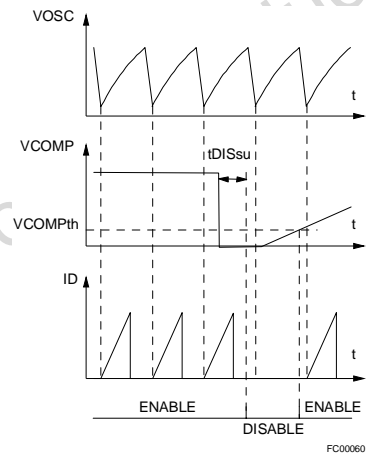 VOSC
t
VCOMP
tDISsu
VCOMPth
t
ID
t
ENABLE
ENABLE
DISABLE
FC00060